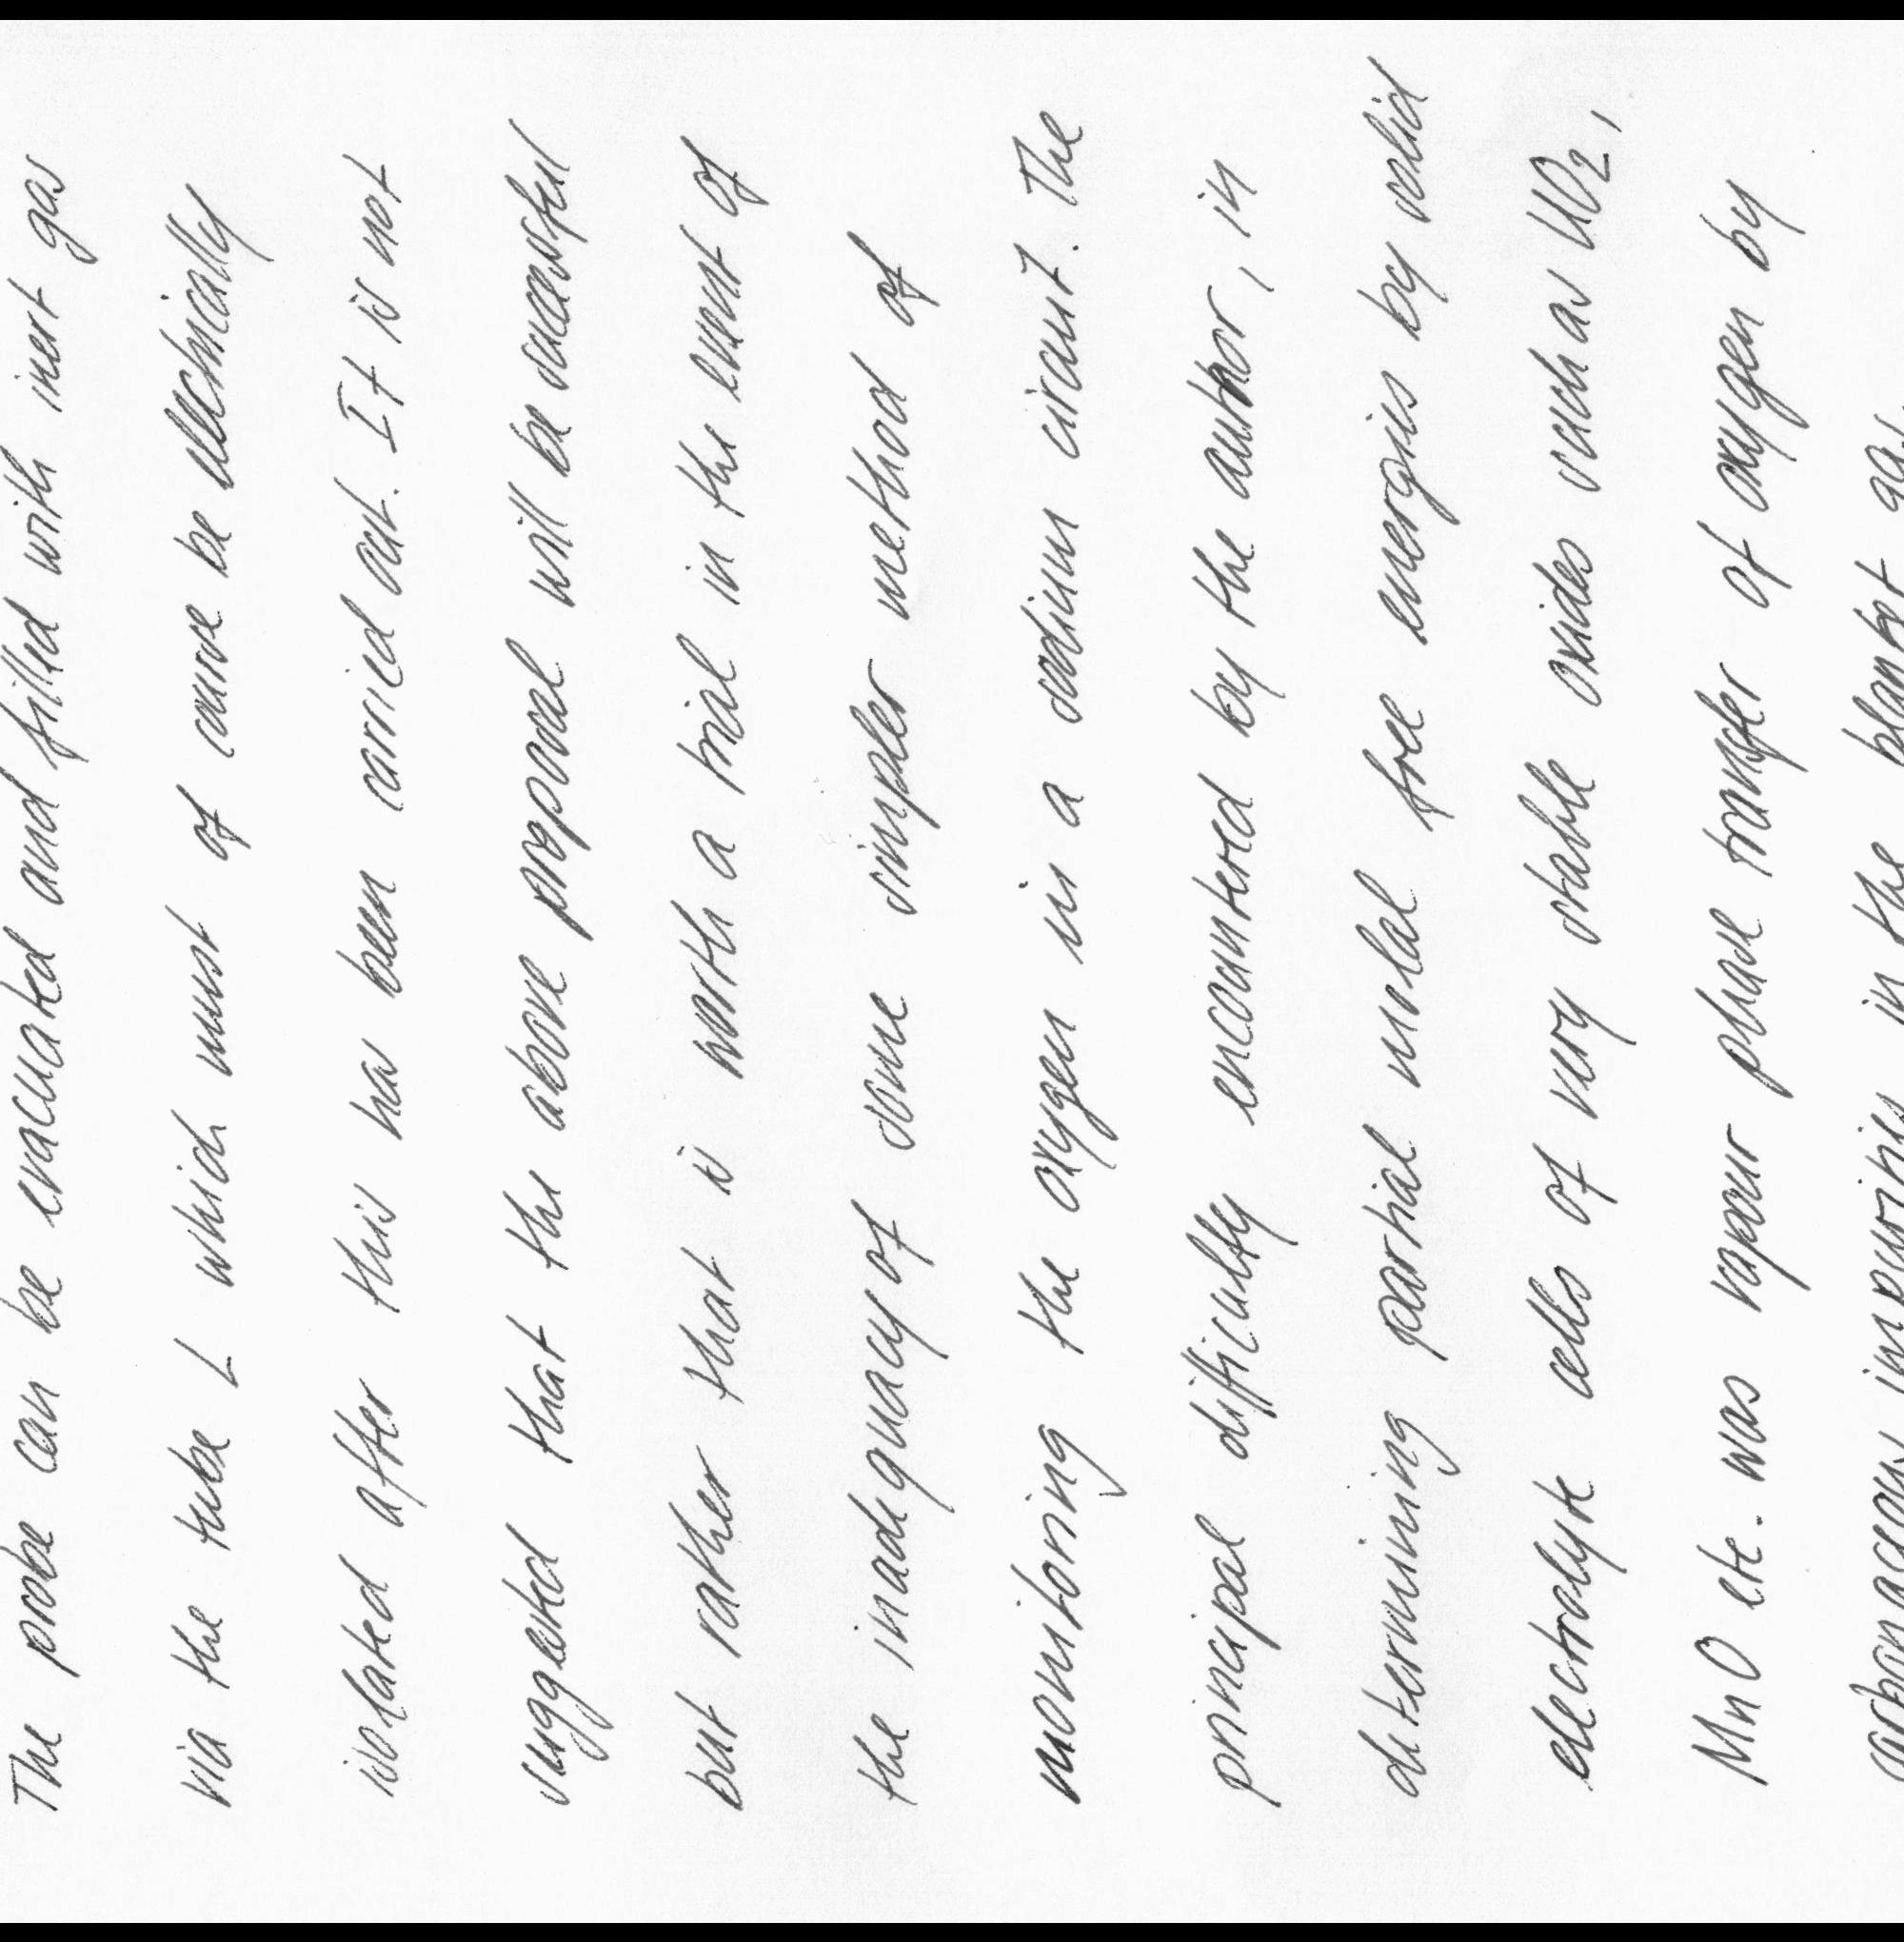 The probe can be evacuated and filled with inert gas
via the tube L which must of course be electrically
isolated after this has been carried out. It is not
suggested that the above proposal will be successful
but rather that is worth a trial in the event of
the inadequacy of some simpler method of
monitoring the oxygen in a sodium circuit. The
principal difficulty encountered by the author, in
determining partial molal free energies by solid
electrolyte cells of very stable oxides such as UO₂,
MnO etc. was vapour phase transfer of oxygen by
carbonaceous impurities in the blanket gas